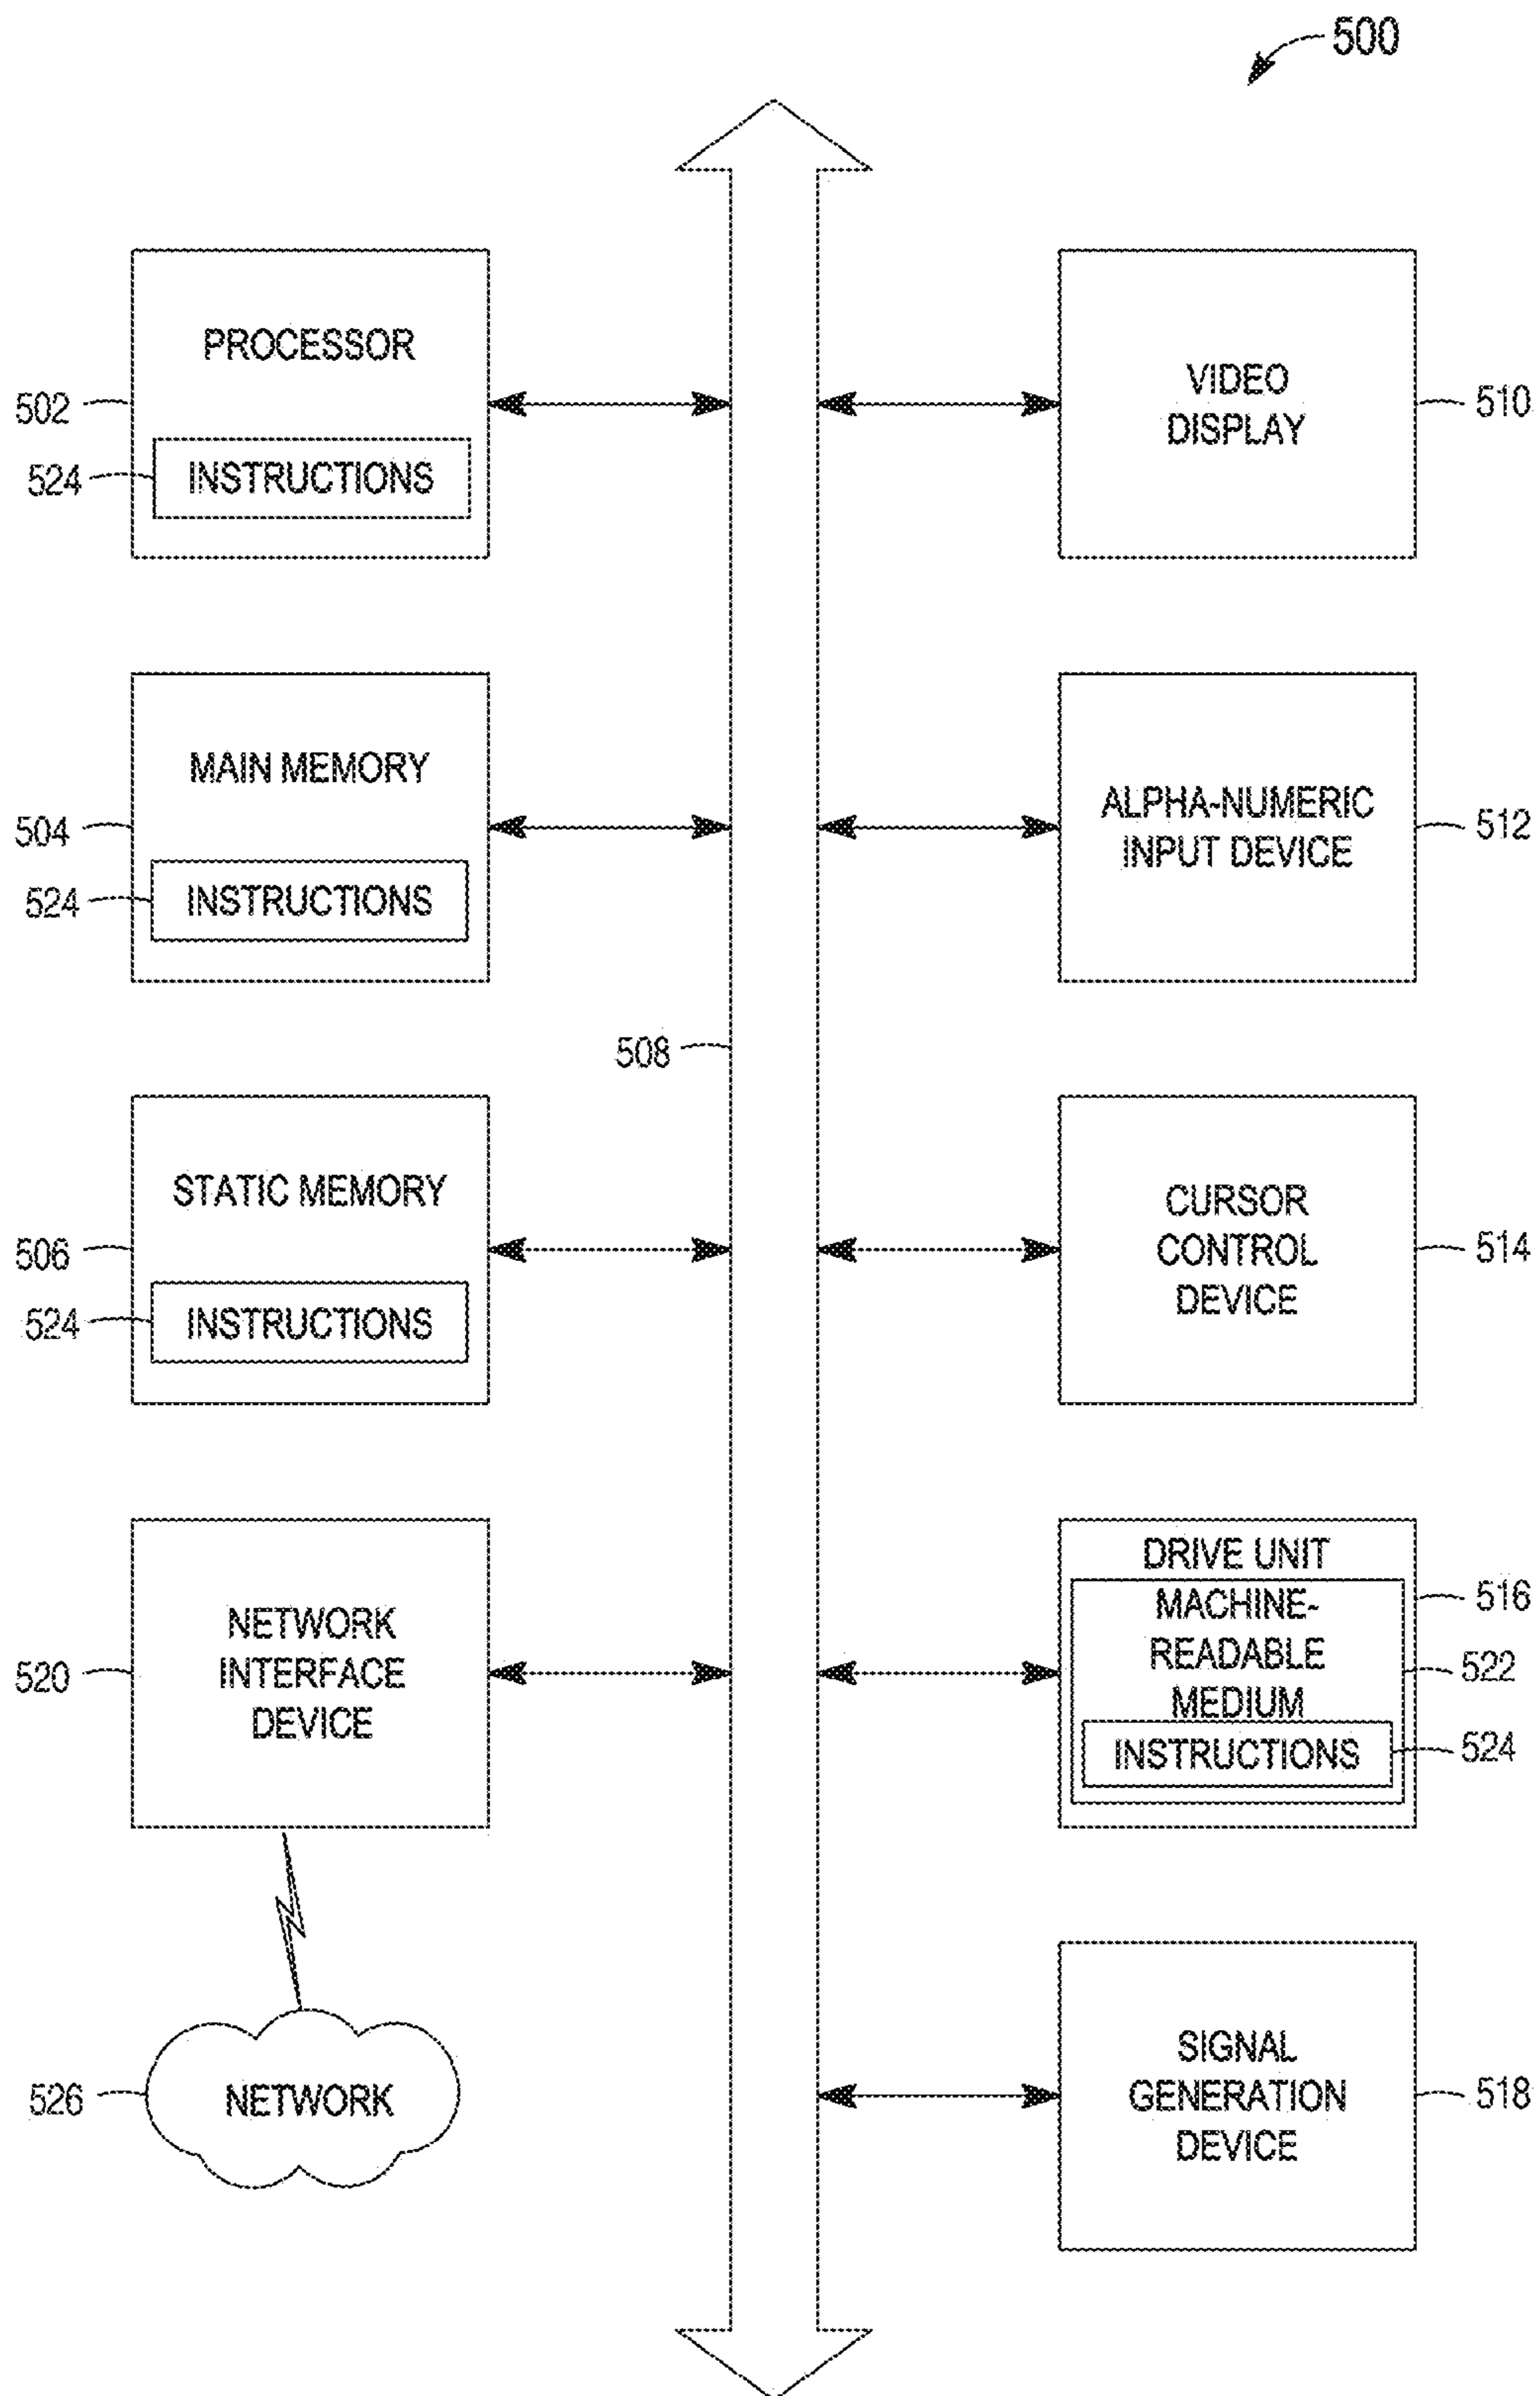 500
PROCESSOR
502
524
INSTRUCTIONS
VIDEO
DISPLAY
510
MAIN MEMORY
504
524
INSTRUCTIONS
ALPHA-NUMERIC
INPUT DEVICE
512
508
STATIC MEMORY
506
524
INSTRUCTIONS
CURSOR
CONTROL
DEVICE
514
NETWORK
INTERFACE
DEVICE
520
DRIVE UNIT
516
MACHINE-
READABLE
MEDIUM
522
INSTRUCTIONS
524
526
NETWORK
SIGNAL
GENERATION
DEVICE
518